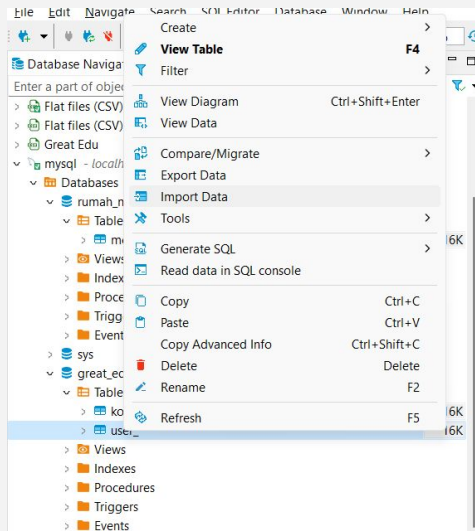 File Edit Navigate Search SQL Editor Database Window Help
Database Naviga
Enter a part of objec
Flat files (CSV)
Flat files (CSV)
Great Edu
mysql - localh
Databases
rumah_n
Table
me
Views
Index
Proce
Trigg
Event
sys
great_ec
Table
ko
user_
Views
Indexes
Procedures
Triggers
Events
Create
View Table F4
Filter
View Diagram Ctrl+Shift+Enter
View Data
Compare/Migrate
Export Data
Import Data
Tools
Generate SQL
Read data in SQL console
Copy Ctrl+C
Paste Ctrl+V
Copy Advanced Info Ctrl+Shift+C
Delete Delete
Rename F2
Refresh F5
16K
16K
16K